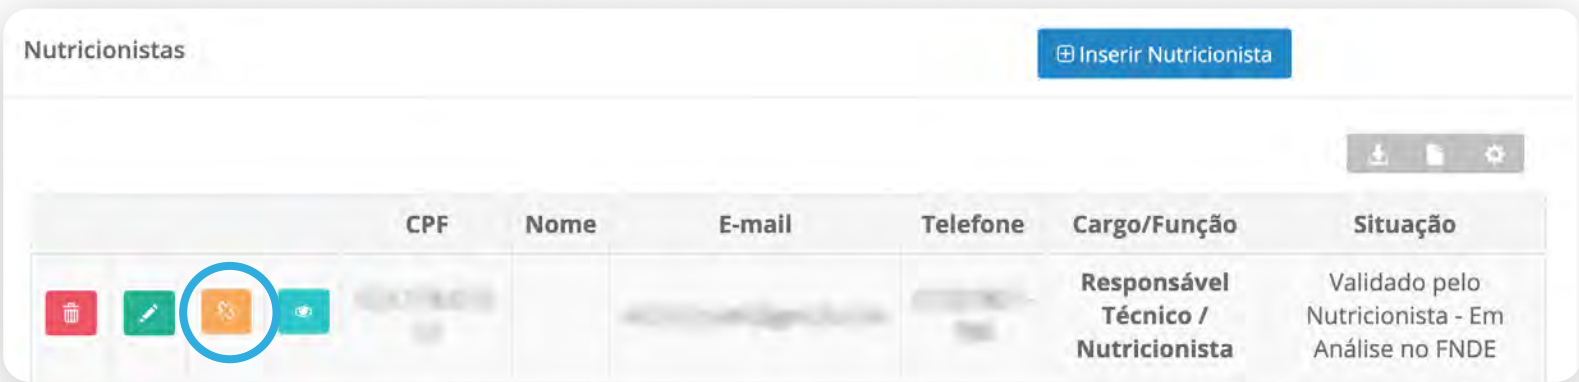 Nutricionistas
Inserir Nutricionista
CPF Nome E-mail Telefone Cargo/Função Situação
Responsável
Técnico /
Nutricionista
Validado pelo
Nutricionista - Em
Análise no FNDE